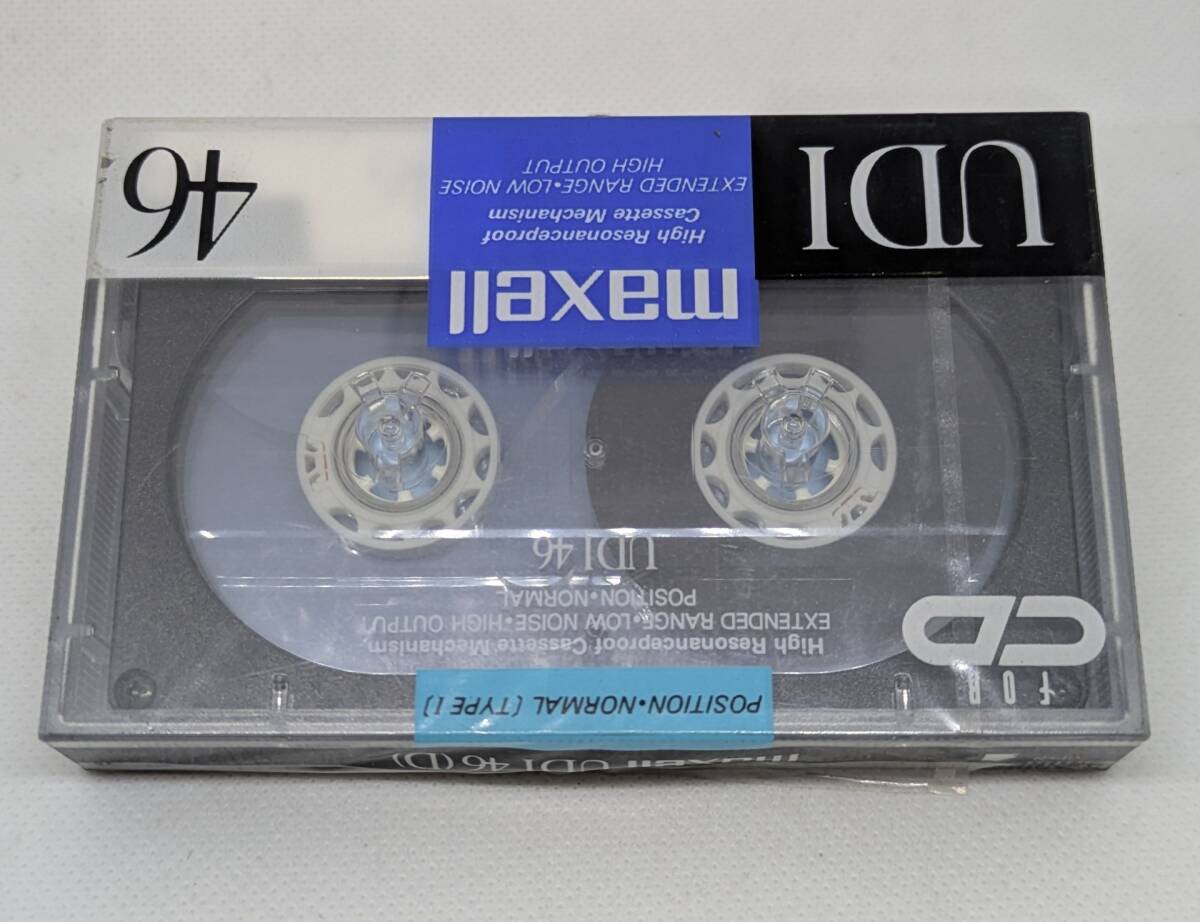 FOR
CD
POSITION•NORMAL [TYPE I]
High Resonanceproof Cassette Mechanism,
EXTENDED RANGE•LOW NOISE•HIGH OUTPUT
POSITION•NORMAL
UDI 46
maxell
High Resonanceproof
Cassette Mechanism
EXTENDED RANGE•LOW NOISE
HIGH OUTPUT
UDI
46
maxell UDI 46 (D)